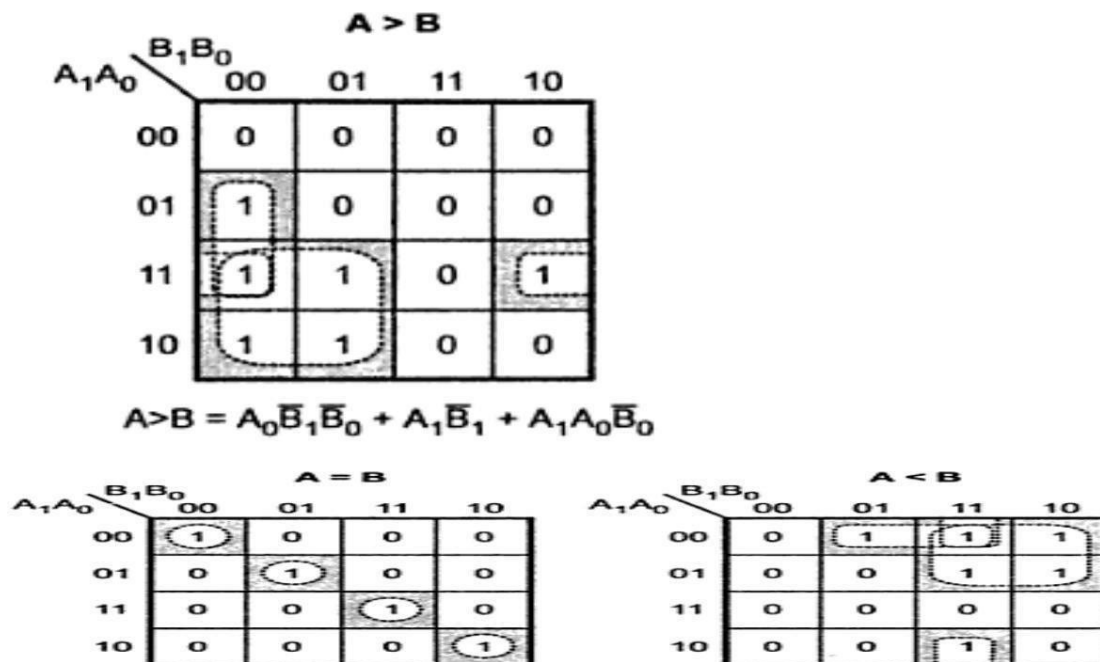 A > B
B₁B₀
A₁A₀ 00 01 11 10
00 0 0 0 0
01 1 0 0 0
11 1 1 0 1
10 1 1 0 0
A>B = A₀B̅₁B̅₀ + A₁B̅₁ + A₁A₀B̅₀
A = B
B₁B₀
A₁A₀ 00 01 11 10
00 1 0 0 0
01 0 1 0 0
11 0 0 1 0
10 0 0 0 1
A < B
B₁B₀
A₁A₀ 00 01 11 10
00 0 1 1 1
01 0 0 1 1
11 0 0 0 0
10 0 0 1 0